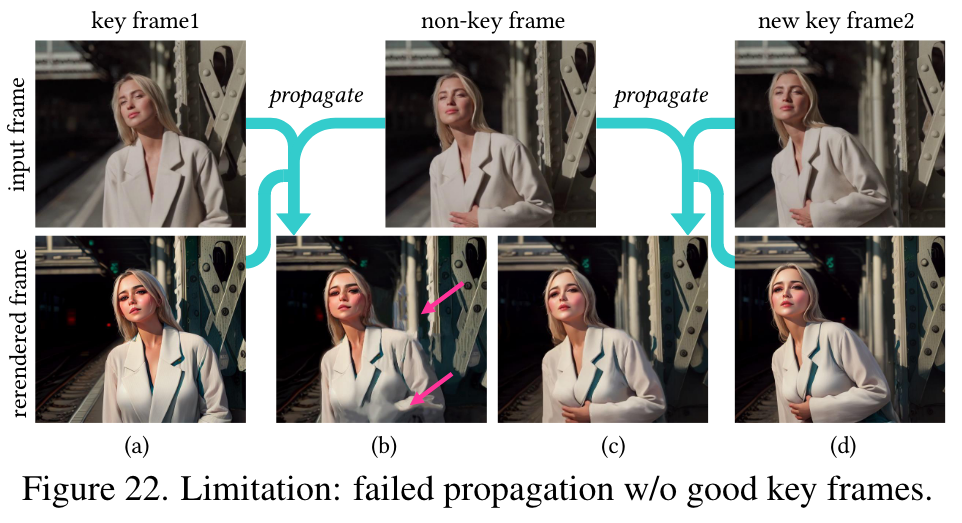 key frame1
non-key frame
new key frame2
input frame
propagate
propagate
rerendered frame
(a)
(b)
(c)
(d)
Figure 22. Limitation: failed propagation w/o good key frames.